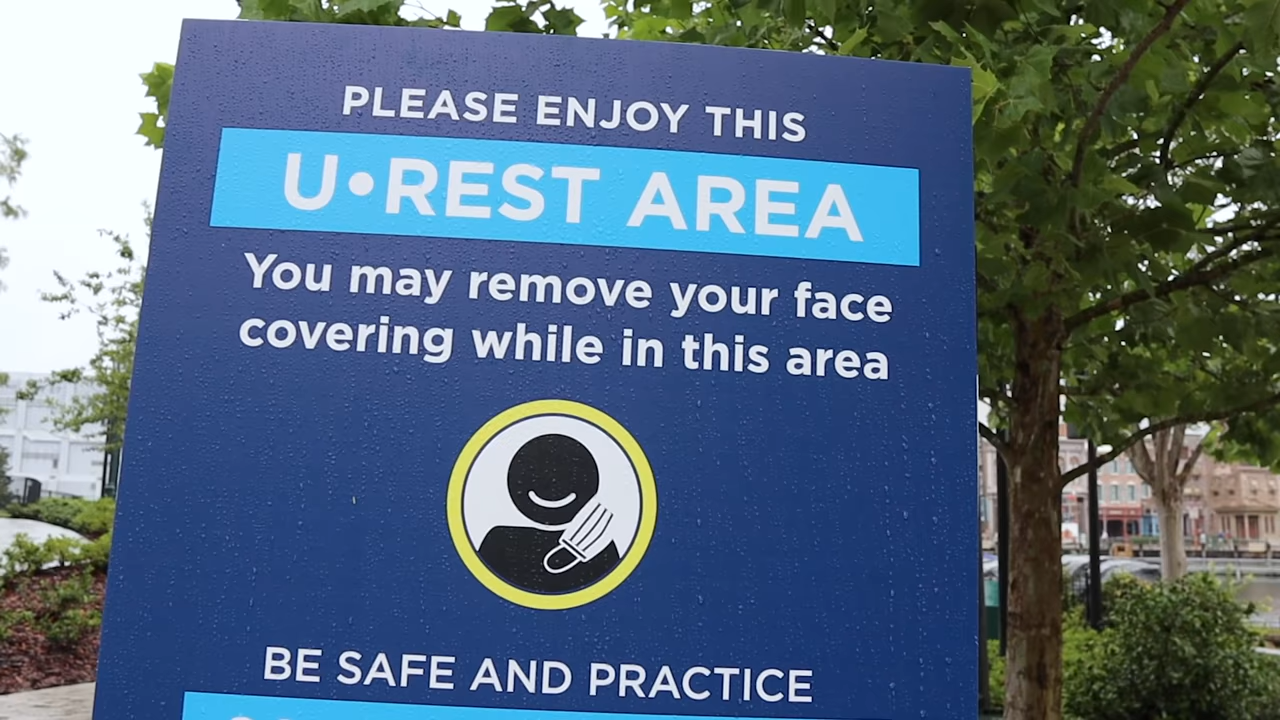 PLEASE ENJOY THIS
U•REST AREA
You may remove your face
covering while in this area
BE SAFE AND PRACTICE